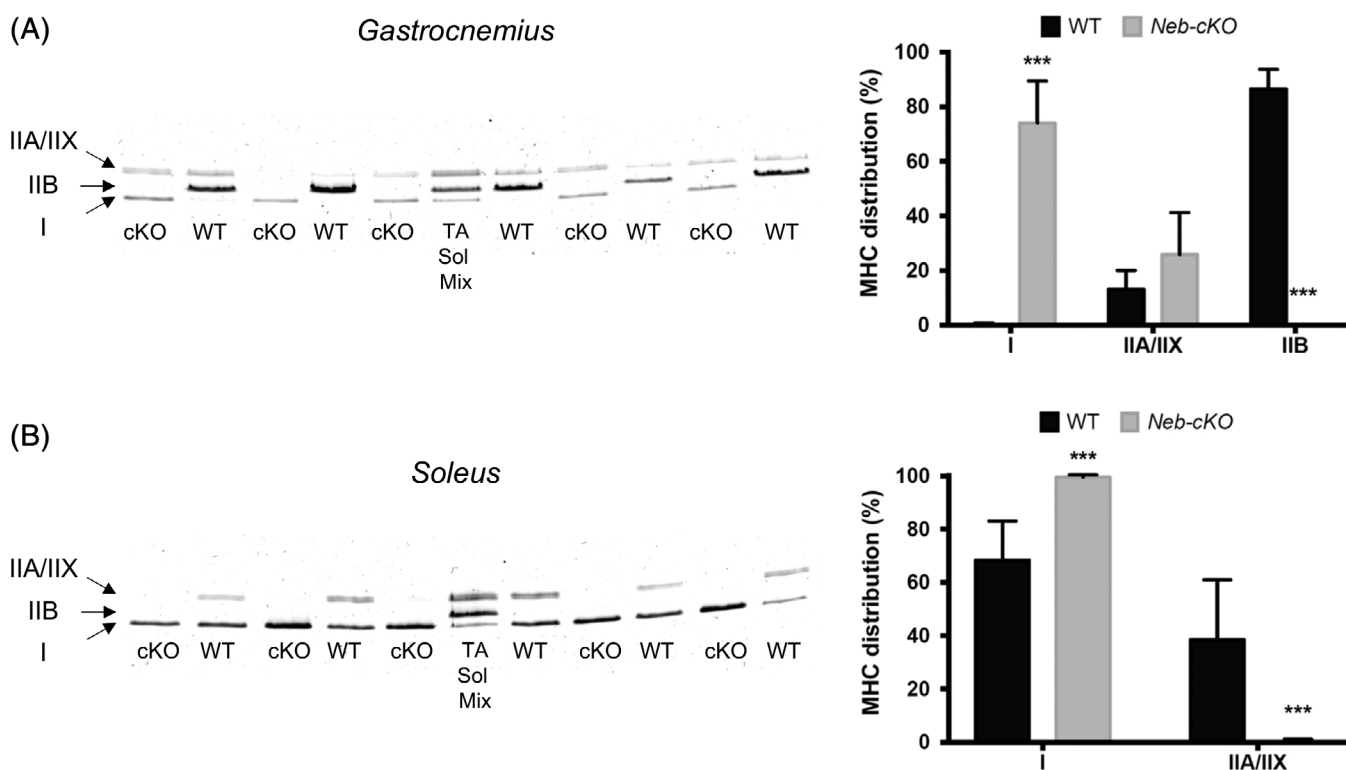 (A)
Gastrocnemius
IIA/IIX
IIB
I
cKO WT cKO WT cKO TA WT cKO WT cKO WT
Sol
Mix
WT Neb-cKO
MHC distribution (%)
100
80
60
40
20
0
***
***
I IIA/IIX IIB
(B)
Soleus
IIA/IIX
IIB
I
cKO WT cKO WT cKO TA WT cKO WT cKO WT
Sol
Mix
WT Neb-cKO
MHC distribution (%)
100
80
60
40
20
0
***
***
I IIA/IIX